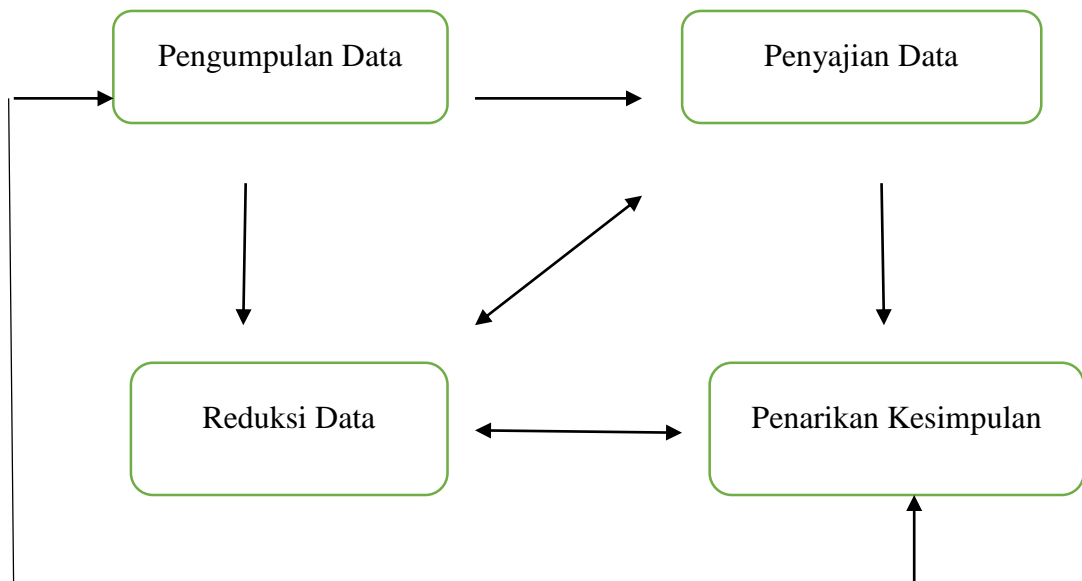 Pengumpulan Data
Penyajian Data
Reduksi Data
Penarikan Kesimpulan